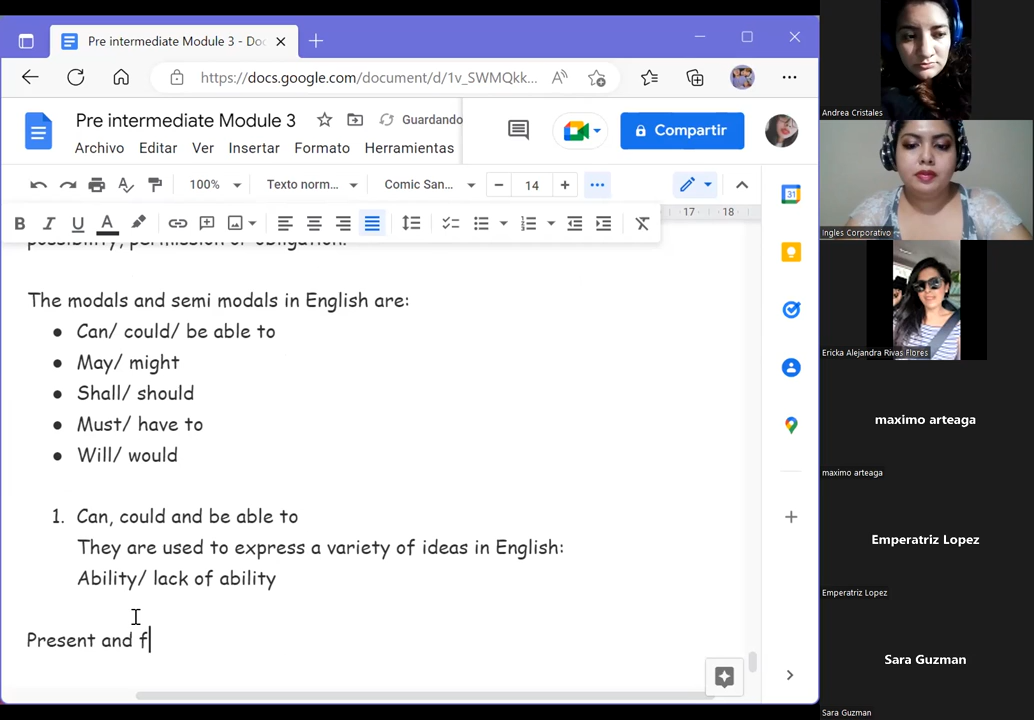 Pre intermediate Module 3 - Doc
https://docs.google.com/document/d/1v_SWMQkk...
Pre intermediate Module 3
Guardando
Compartir
Archivo Editar Ver Insertar Formato Herramientas
100% Texto norm... Comic San... 14
17 18
possibility, permission or obligation.
The modals and semi modals in English are:
● Can/ could/ be able to
● May/ might
● Shall/ should
● Must/ have to
● Will/ would
1. Can, could and be able to
They are used to express a variety of ideas in English:
Ability/ lack of ability
Present and f
Andrea Cristales
Ingles Corporativo
Ericka Alejandra Rivas Flores
maximo arteaga
maximo arteaga
Emperatriz Lopez
Emperatriz Lopez
Sara Guzman
Sara Guzman